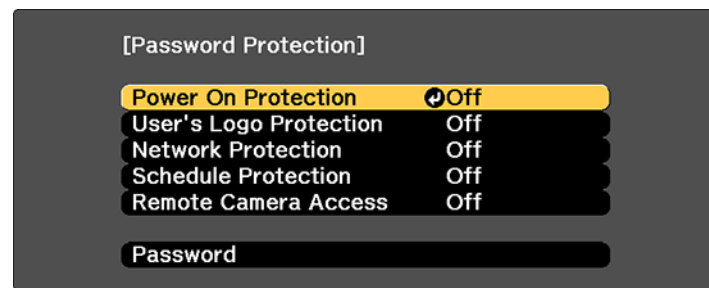 [Password Protection]
Power On Protection Off
User's Logo Protection Off
Network Protection Off
Schedule Protection Off
Remote Camera Access Off
Password